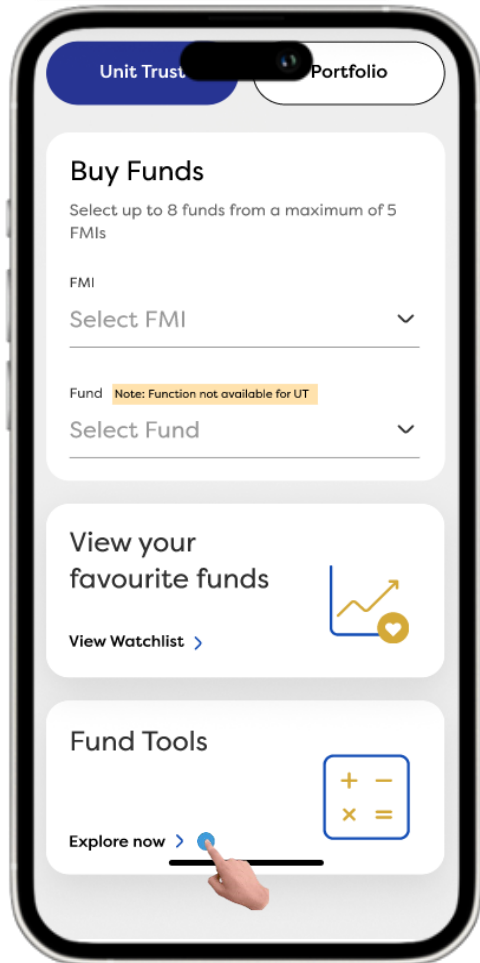 Unit Trust
Portfolio
Buy Funds
Select up to 8 funds from a maximum of 5
FMIs
FMI
Select FMI
Fund Note: Function not available for UT
Select Fund
View your
favourite funds
View Watchlist
Fund Tools
+ −
× =
Explore now